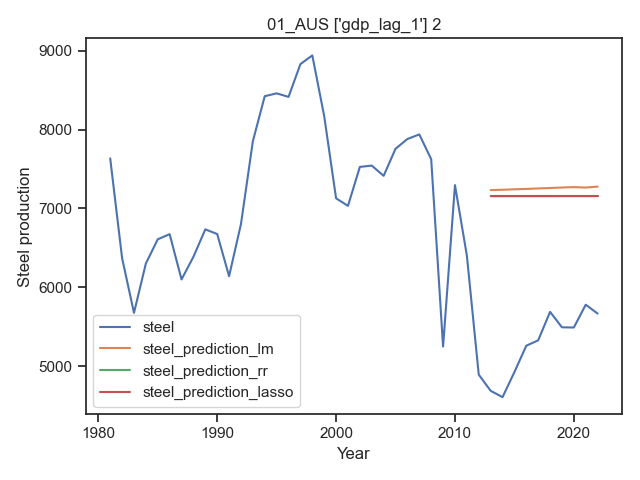 01_AUS ['gdp_lag_1'] 2
9000
8000
7000
6000
5000
Steel production
steel
steel_prediction_lm
steel_prediction_rr
steel_prediction_lasso
1980
1990
2000
2010
2020
Year